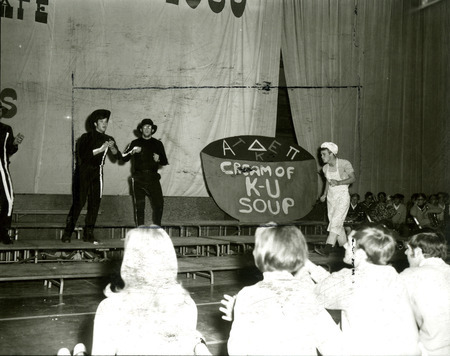 S
A T Δ E Π
K
CREAM OF
K-U
SOUP